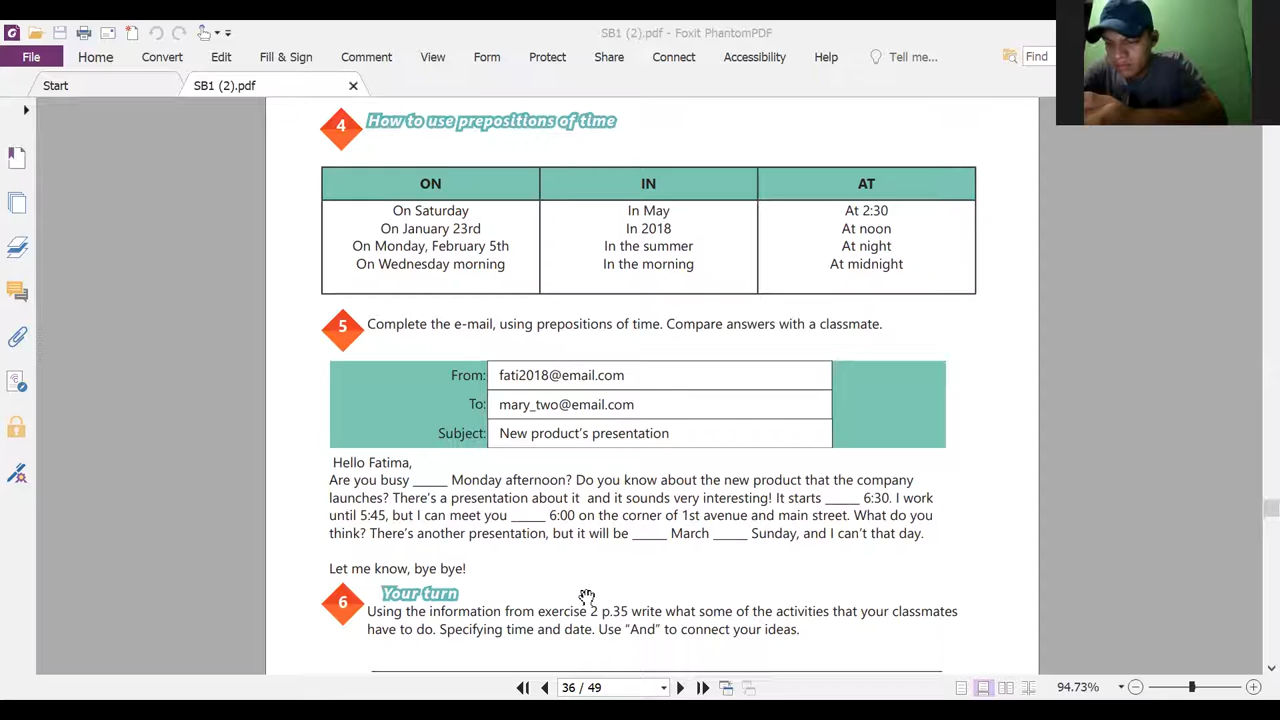 SB1 (2).pdf - Foxit PhantomPDF
File Home Convert Edit Fill & Sign Comment View Form Protect Share Connect Accessibility Help Tell me... Find
Start SB1 (2).pdf
4 How to use prepositions of time
ON IN AT
On Saturday In May At 2:30
On January 23rd In 2018 At noon
On Monday, February 5th In the summer At night
On Wednesday morning In the morning At midnight
5 Complete the e-mail, using prepositions of time. Compare answers with a classmate.
From: fati2018@email.com
To: mary_two@email.com
Subject: New product's presentation
Hello Fatima,
Are you busy _____ Monday afternoon? Do you know about the new product that the company
launches? There's a presentation about it and it sounds very interesting! It starts _____ 6:30. I work
until 5:45, but I can meet you _____ 6:00 on the corner of 1st avenue and main street. What do you
think? There's another presentation, but it will be _____ March _____ Sunday, and I can't that day.
Let me know, bye bye!
6 Your turn
Using the information from exercise 2 p.35 write what some of the activities that your classmates
have to do. Specifying time and date. Use "And" to connect your ideas.
36 / 49 94.73%